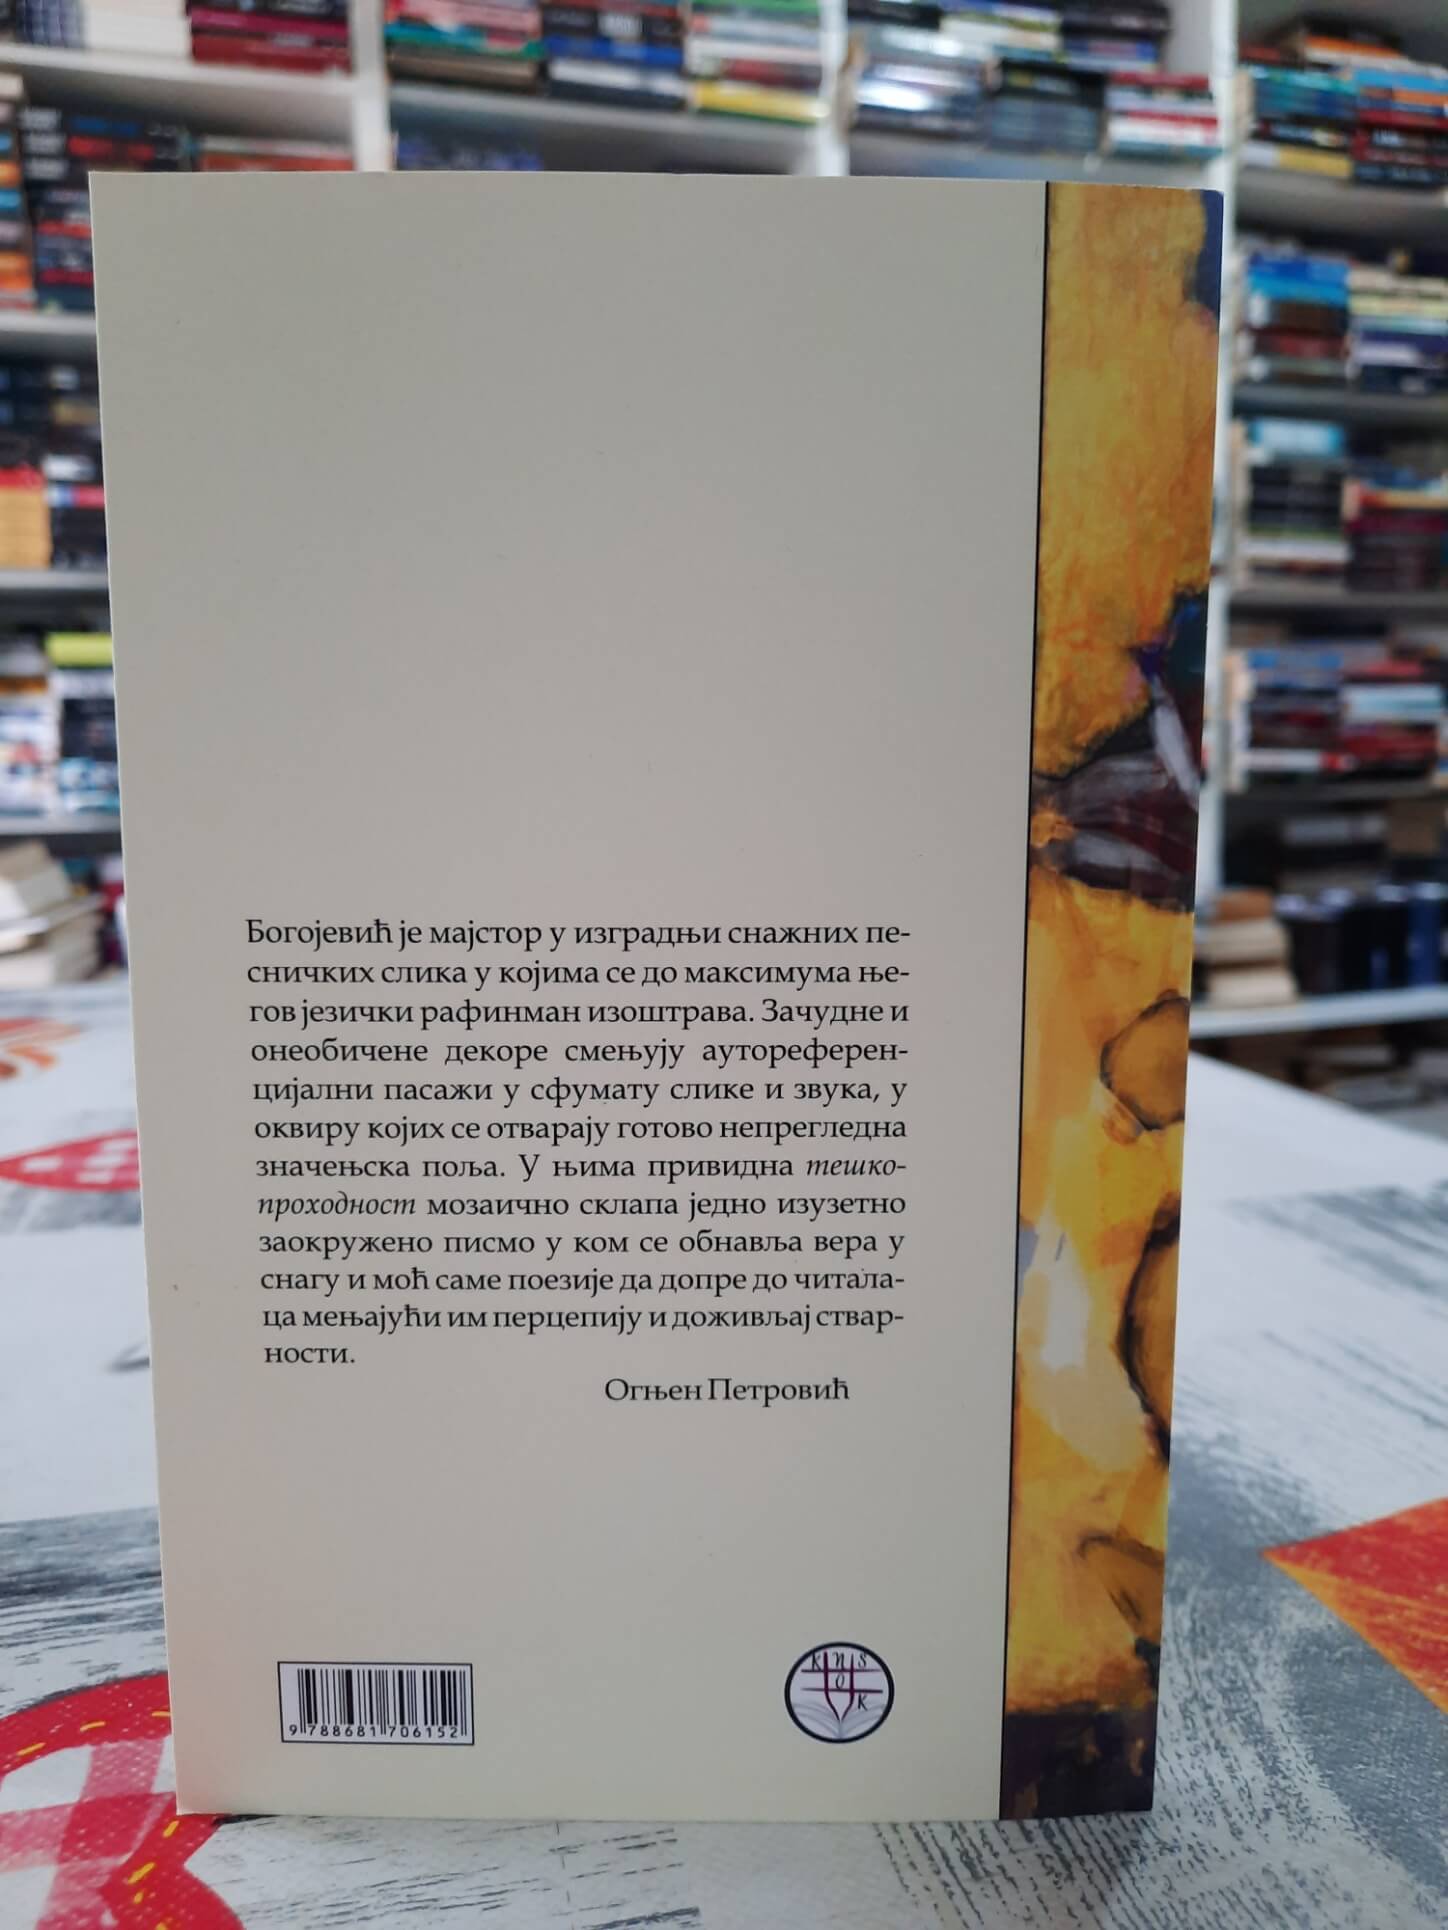 Богојевић је мајстор у изградњи снажних пе-
сничких слика у којима се до максимума ње-
гов језички рафинман изоштрава. Зачудне и
онеобичене декоре смењују аутореферен-
цијални пасажи у сфумату слике и звука, у
оквиру којих се отварају готово непрегледна
значењска поља. У њима привидна тешко-
проходност мозаично склапа једно изузетно
заокружено писмо у ком се обнавља вера у
снагу и моћ саме поезије да допре до читала-
ца мењајући им перцепију и доживљај ствар-
ности.
Огњен Петровић
9 788681 706152
K n S
O
K